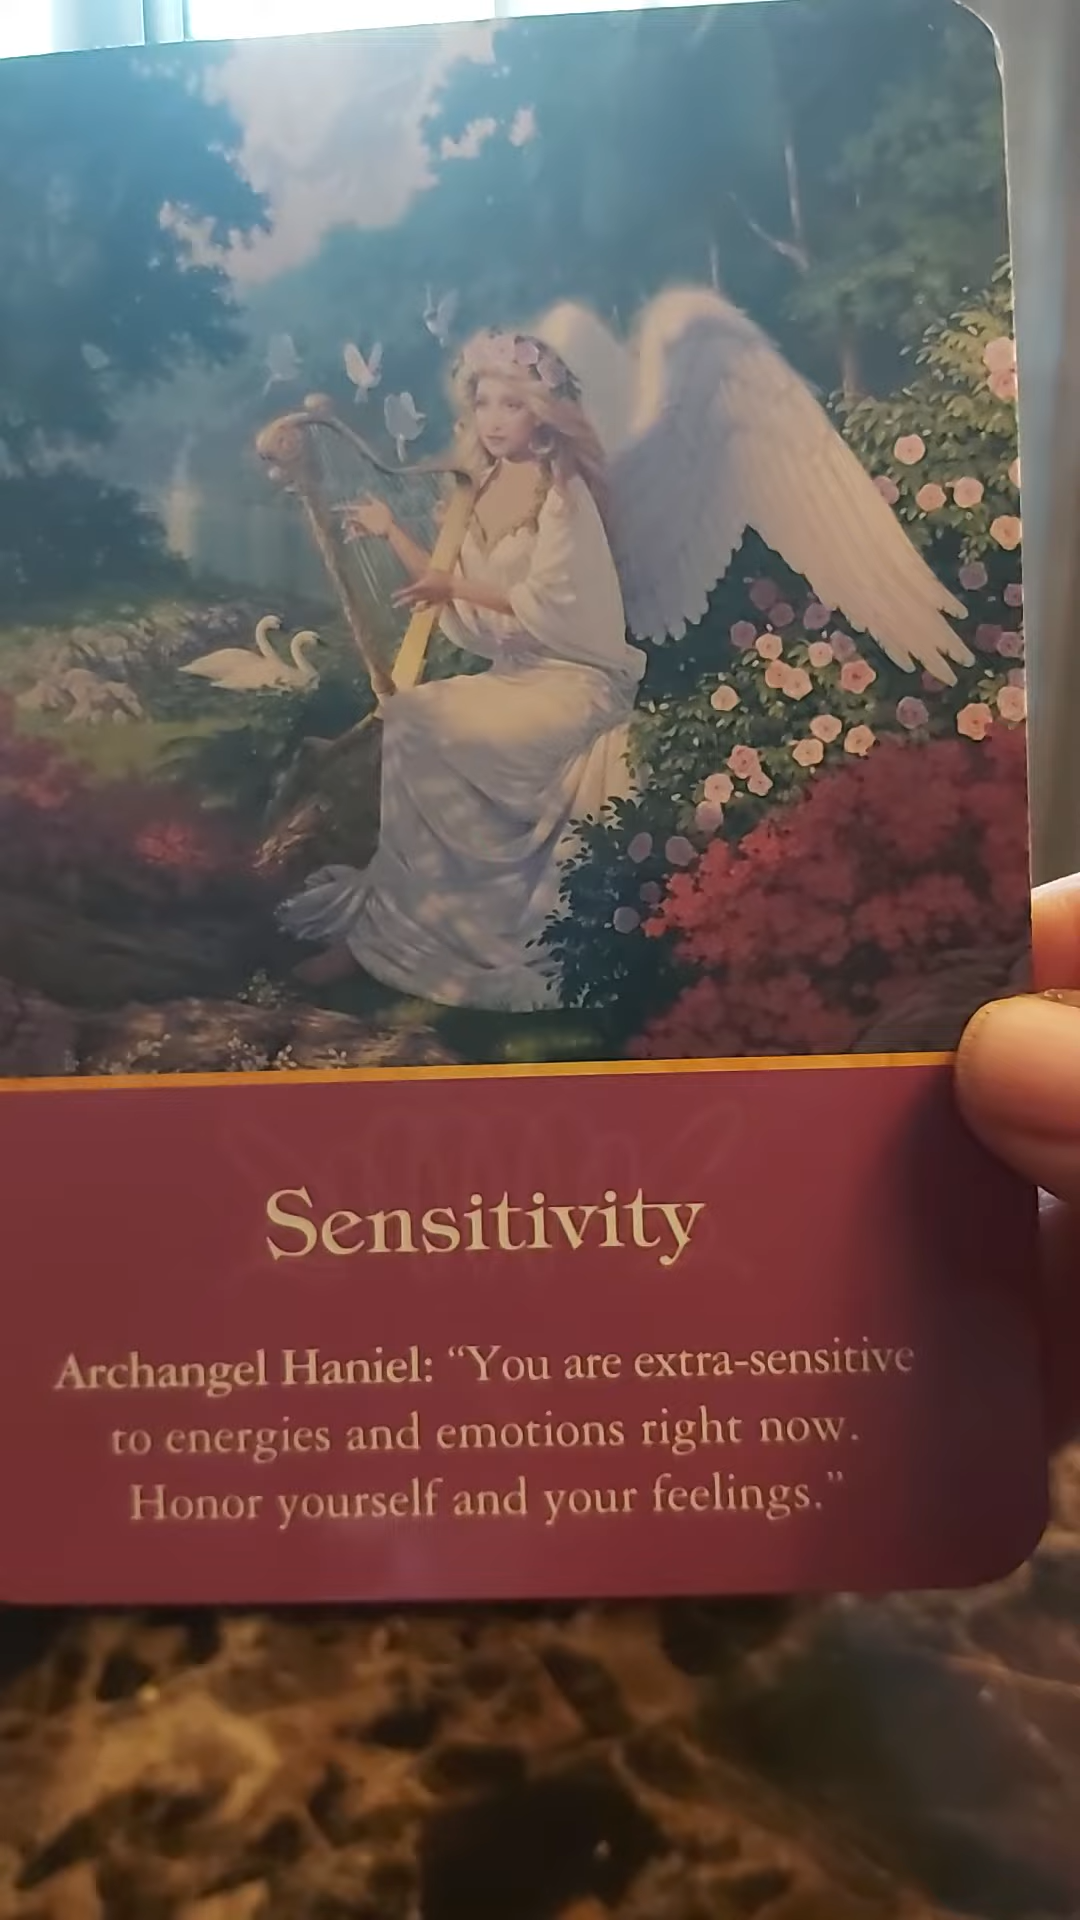 Sensitivity
Archangel Haniel: “You are extra-sensitive
to energies and emotions right now.
Honor yourself and your feelings.”